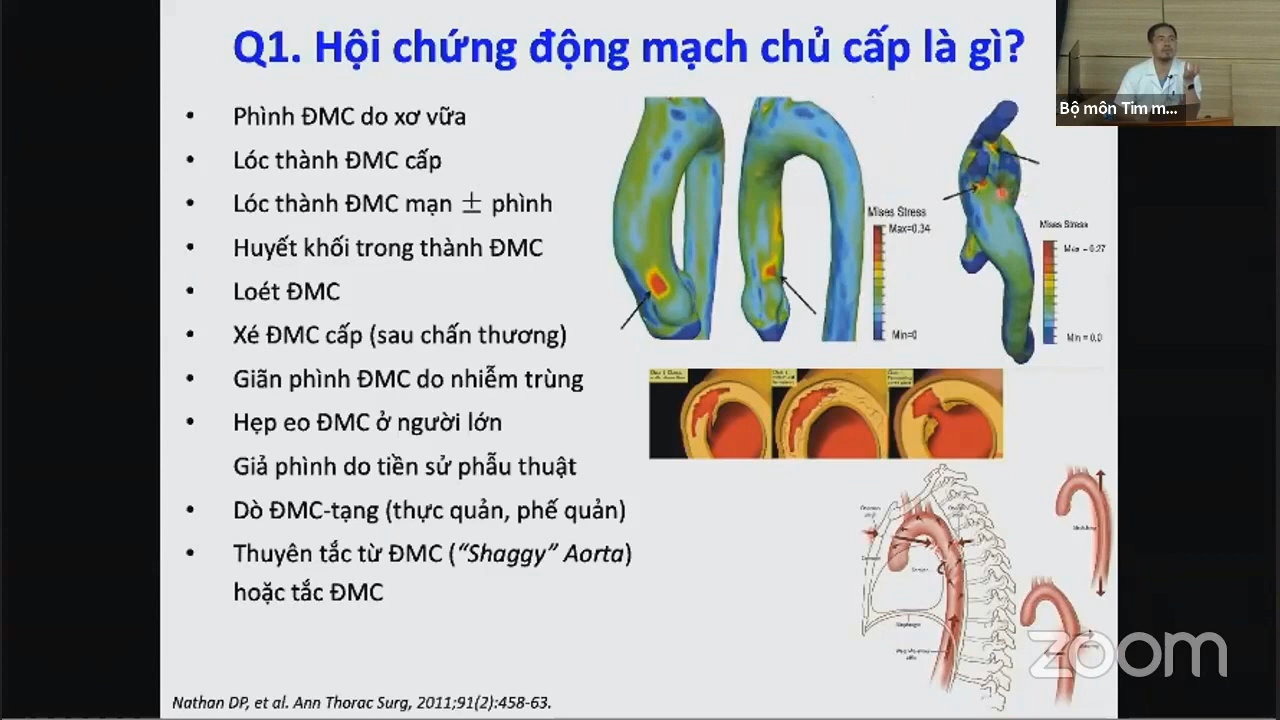 Q1. Hội chứng động mạch chủ cấp là gì?
Bộ môn Tim m...
• Phình ĐMC do xơ vữa
• Lóc thành ĐMC cấp
• Lóc thành ĐMC mạn ± phình
• Huyết khối trong thành ĐMC
• Loét ĐMC
• Xé ĐMC cấp (sau chấn thương)
• Giãn phình ĐMC do nhiễm trùng
• Hẹp eo ĐMC ở người lớn
Giả phình do tiền sử phẫu thuật
• Dò ĐMC-tạng (thực quản, phế quản)
• Thuyên tắc từ ĐMC (“Shaggy” Aorta)
hoặc tắc ĐMC
Mises Stress
Max=0.34
Min=0
Mises Stress
Max = 0.27
Min = 0.0
zoom
Nathan DP, et al. Ann Thorac Surg, 2011;91(2):458-63.